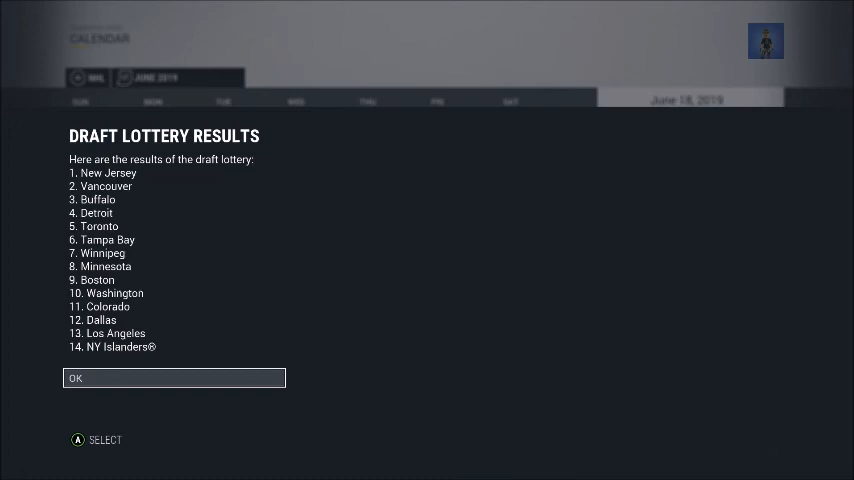 CALENDAR
NHL JUNE 2019
SUN MON TUE WED THU FRI SAT June 18, 2019
DRAFT LOTTERY RESULTS
Here are the results of the draft lottery:
1. New Jersey
2. Vancouver
3. Buffalo
4. Detroit
5. Toronto
6. Tampa Bay
7. Winnipeg
8. Minnesota
9. Boston
10. Washington
11. Colorado
12. Dallas
13. Los Angeles
14. NY Islanders®
OK
A SELECT